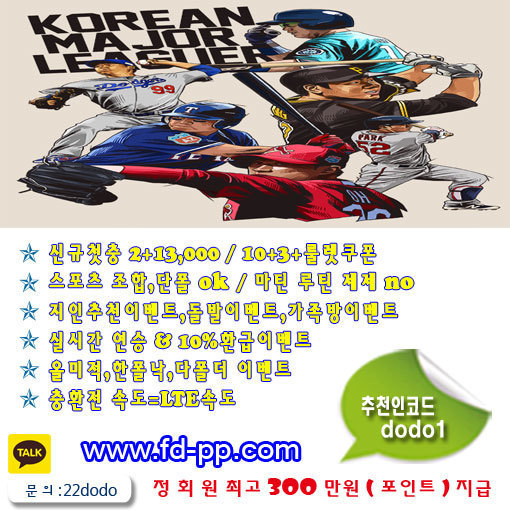 KOREAN
MAJOR
LEAGUER
99
PARK
52
OH
신규첫충 2+13,000 / 10+3+룰렛쿠폰
스포츠 조합,단폴 ok / 마틴 루틴 제재 no
지인추천이벤트,돌발이벤트,가족방이벤트
실시간 연승 & 10%환급이벤트
올미적,한폴낙,다폴더 이벤트
충환전 속도=LTE속도
추천인코드
dodo1
TALK
www.fd-pp.com
문의:22dodo
정회원최고 300 만원 ( 포인트 ) 지급